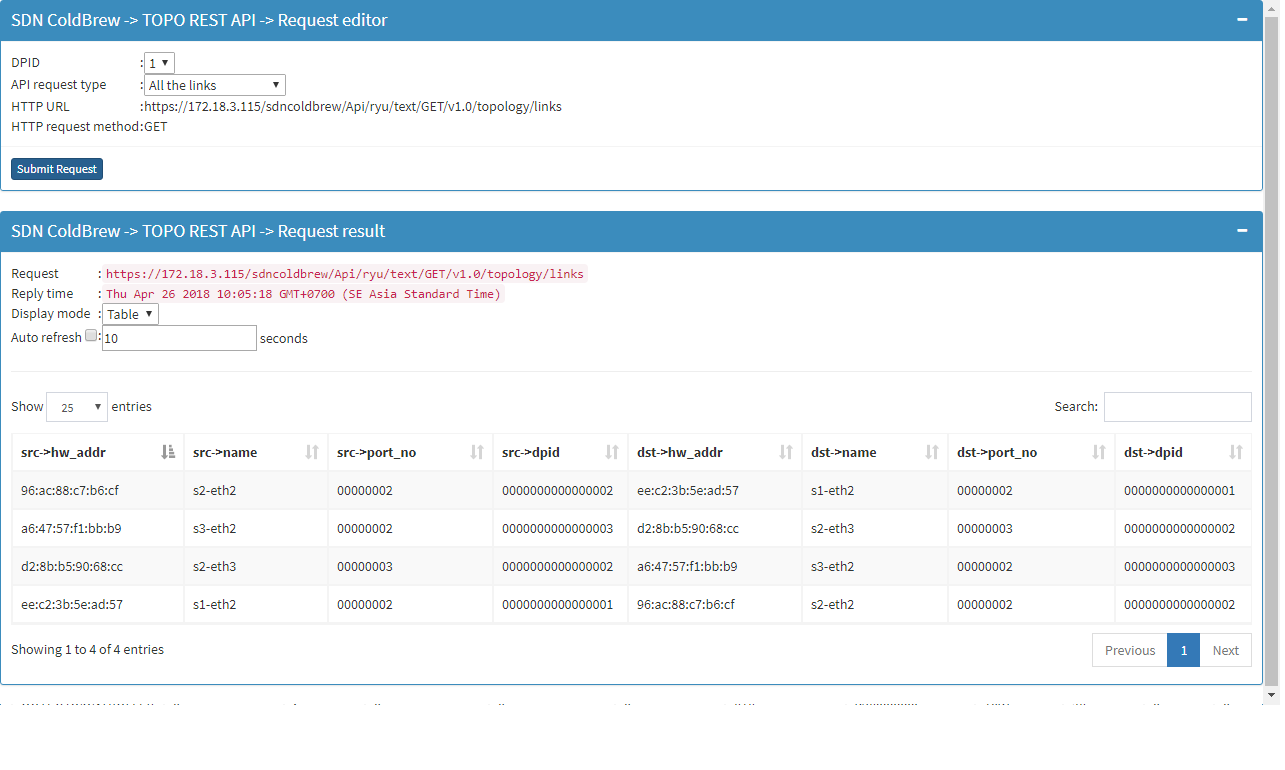 SDN ColdBrew -> TOPO REST API -> Request editor
DPID : 1
API request type : All the links
HTTP URL :https://172.18.3.115/sdncoldbrew/Api/ryu/text/GET/v1.0/topology/links
HTTP request method:GET
Submit Request
SDN ColdBrew -> TOPO REST API -> Request result
Request : https://172.18.3.115/sdncoldbrew/Api/ryu/text/GET/v1.0/topology/links
Reply time : Thu Apr 26 2018 10:05:18 GMT+0700 (SE Asia Standard Time)
Display mode : Table
Auto refresh : 10 seconds
Show 25 entries Search:
src->hw_addr src->name src->port_no src->dpid dst->hw_addr dst->name dst->port_no dst->dpid
96:ac:88:c7:b6:cf s2-eth2 00000002 0000000000000002 ee:c2:3b:5e:ad:57 s1-eth2 00000002 0000000000000001
a6:47:57:f1:bb:b9 s3-eth2 00000002 0000000000000003 d2:8b:b5:90:68:cc s2-eth3 00000003 0000000000000002
d2:8b:b5:90:68:cc s2-eth3 00000003 0000000000000002 a6:47:57:f1:bb:b9 s3-eth2 00000002 0000000000000003
ee:c2:3b:5e:ad:57 s1-eth2 00000002 0000000000000001 96:ac:88:c7:b6:cf s2-eth2 00000002 0000000000000002
Showing 1 to 4 of 4 entries Previous 1 Next